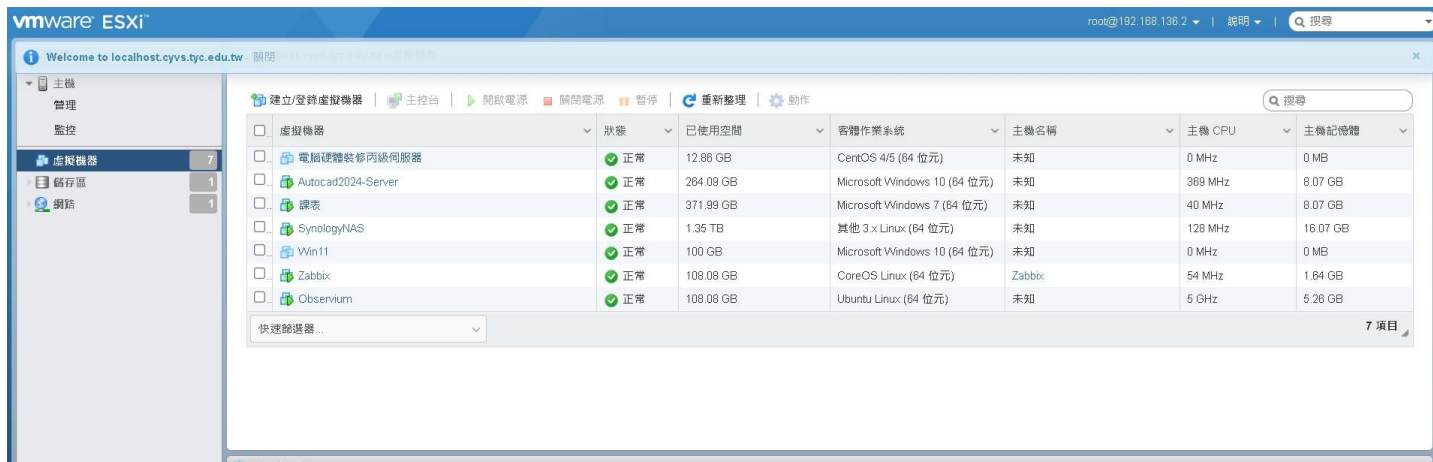 vmware ESXi™
root@192.168.136.2 | 說明 | 搜尋
Welcome to localhost.cyvs.tyc.edu.tw - 關閉
主機
管理
監控
虛擬機器 7
儲存區 1
網路 1
建立/登錄虛擬機器 | 主控台 | 開啟電源 關閉電源 暫停 | 重新整理 | 動作 搜尋
虛擬機器 狀態 已使用空間 客體作業系統 主機名稱 主機 CPU 主機記憶體
電腦硬體裝修丙級伺服器 正常 12.86 GB CentOS 4/5 (64 位元) 未知 0 MHz 0 MB
Autocad2024-Server 正常 264.09 GB Microsoft Windows 10 (64 位元) 未知 369 MHz 8.07 GB
課表 正常 371.99 GB Microsoft Windows 7 (64 位元) 未知 40 MHz 8.07 GB
SynologyNAS 正常 1.35 TB 其他 3.x Linux (64 位元) 未知 128 MHz 16.07 GB
Win11 正常 100 GB Microsoft Windows 10 (64 位元) 未知 0 MHz 0 MB
Zabbix 正常 108.08 GB CoreOS Linux (64 位元) Zabbix 54 MHz 1.64 GB
Observium 正常 108.08 GB Ubuntu Linux (64 位元) 未知 5 GHz 5.26 GB
快速篩選器... 7 項目